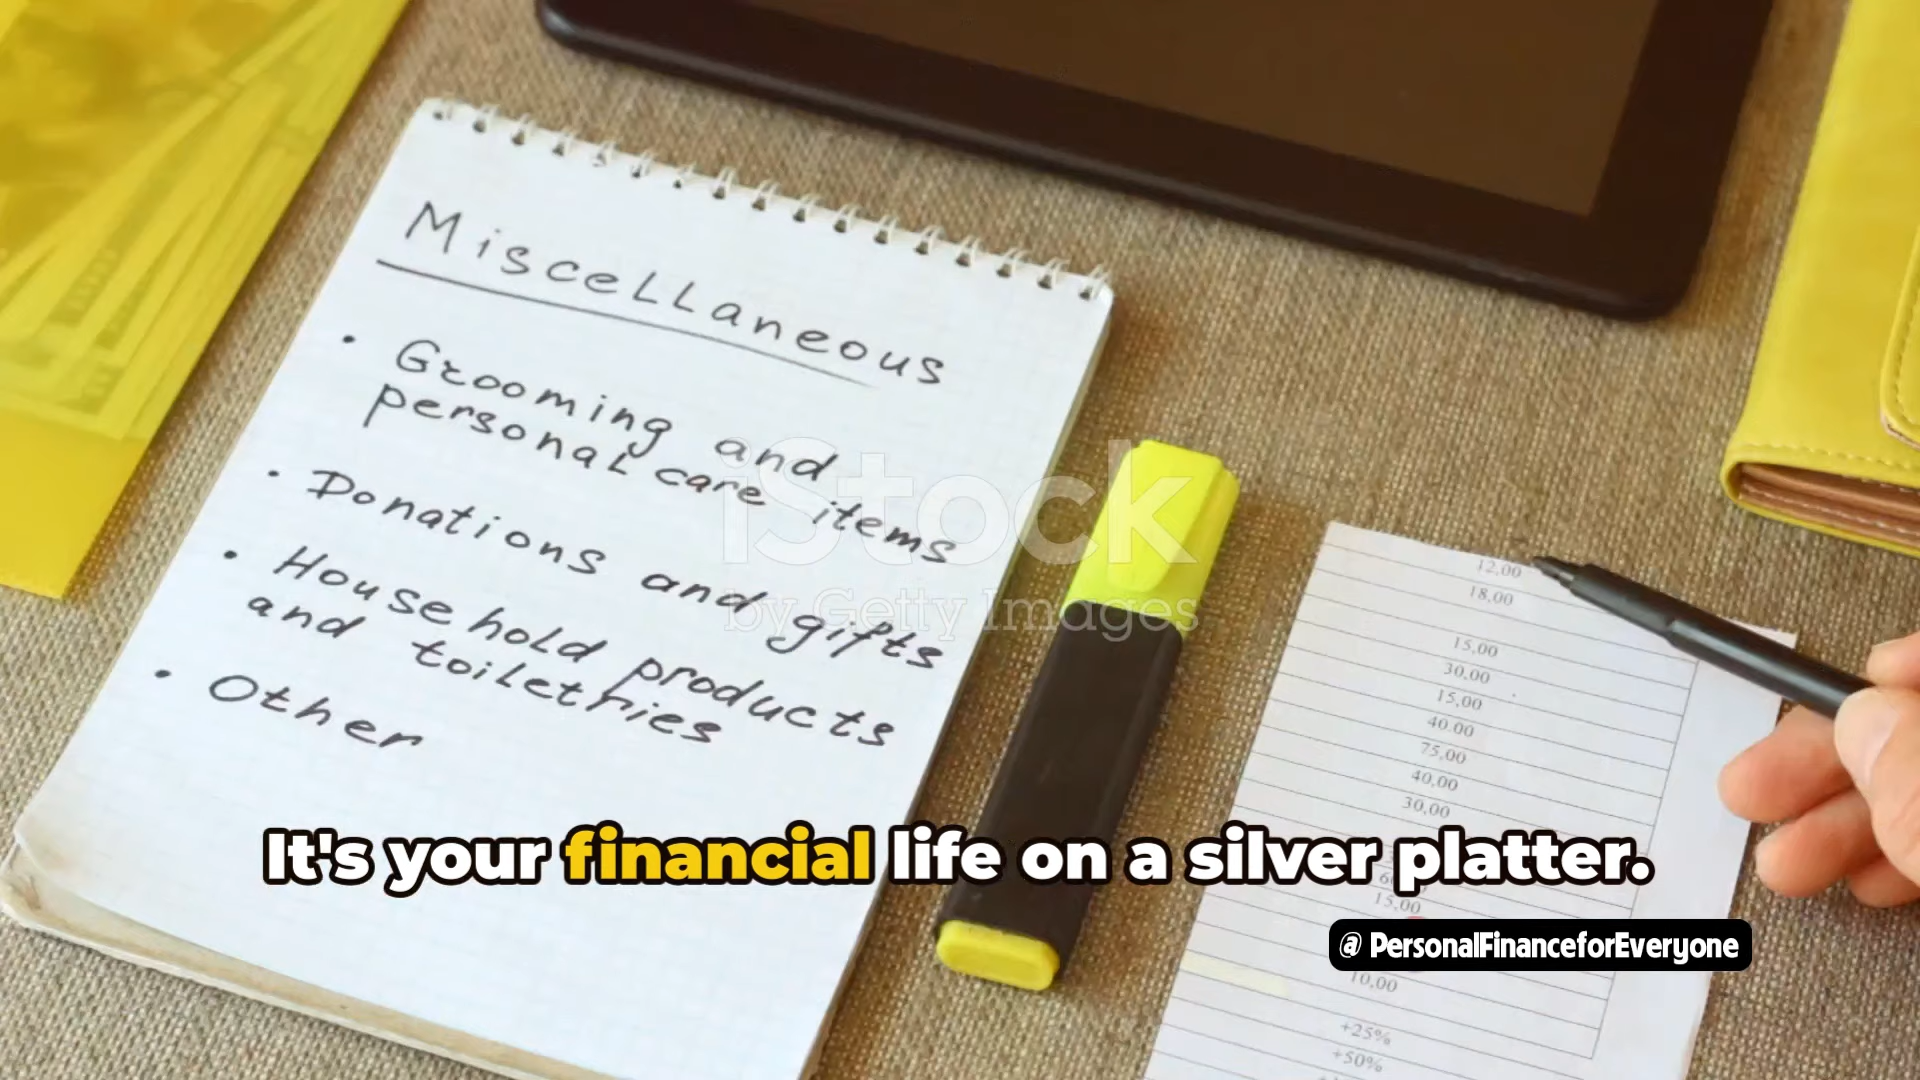 Miscellaneous
• Grooming and
personal care items
• Donations and gifts
• Household products
and toiletries
• Other
iStock
by Getty Images
12,00
18,00
15,00
30,00
15,00
40.00
75,00
40,00
30,00
15,00
10,00
+25%
+50%
It's your financial life on a silver platter.
@ PersonalFinanceforEveryone